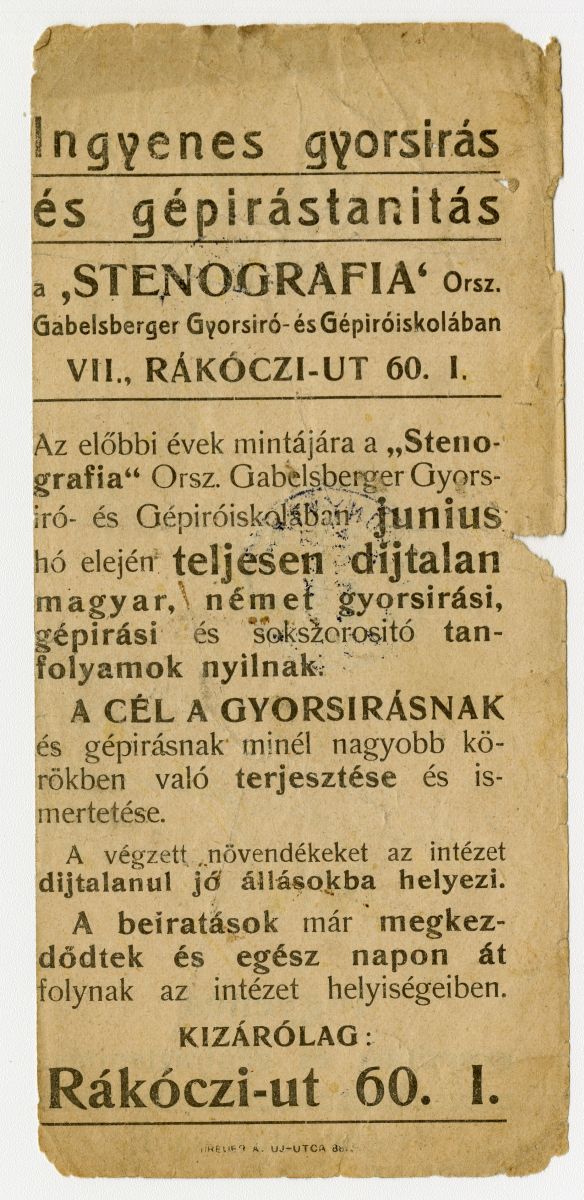 Ingyenes gyorsirás
és gépirástanitás
a ‚STENOGRAFIA‘ Orsz.
Gabelsberger Gyorsiró- és Gépiróiskolában
VII., RÁKÓCZI-UT 60. I.
Az előbbi évek mintájára a „Steno-
grafia“ Orsz. Gabelsberger Gyors-
iró- és Gépiróiskolában junius
hó elején teljesen dijtalan
magyar, német gyorsirási,
gépirási és sokszorositó tan-
folyamok nyilnak.
A CÉL A GYORSIRÁSNAK
és gépirásnak minél nagyobb kö-
rökben való terjesztése és is-
mertetése.
A végzett növendékeket az intézet
dijtalanul jó állásokba helyezi.
A beiratások már megkez-
dődtek és egész napon át
folynak az intézet helyiségeiben.
KIZÁRÓLAG:
Rákóczi-ut 60. I.
A. UJ-UTCA